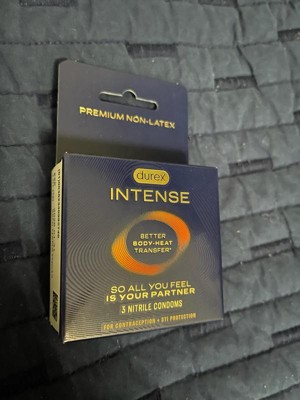 PREMIUM NON-LATEX
durex
INTENSE
BETTER
BODY-HEAT
TRANSFER*
SO ALL YOU FEEL
IS YOUR PARTNER
3 NITRILE CONDOMS
FOR CONTRACEPTION + STI PROTECTION